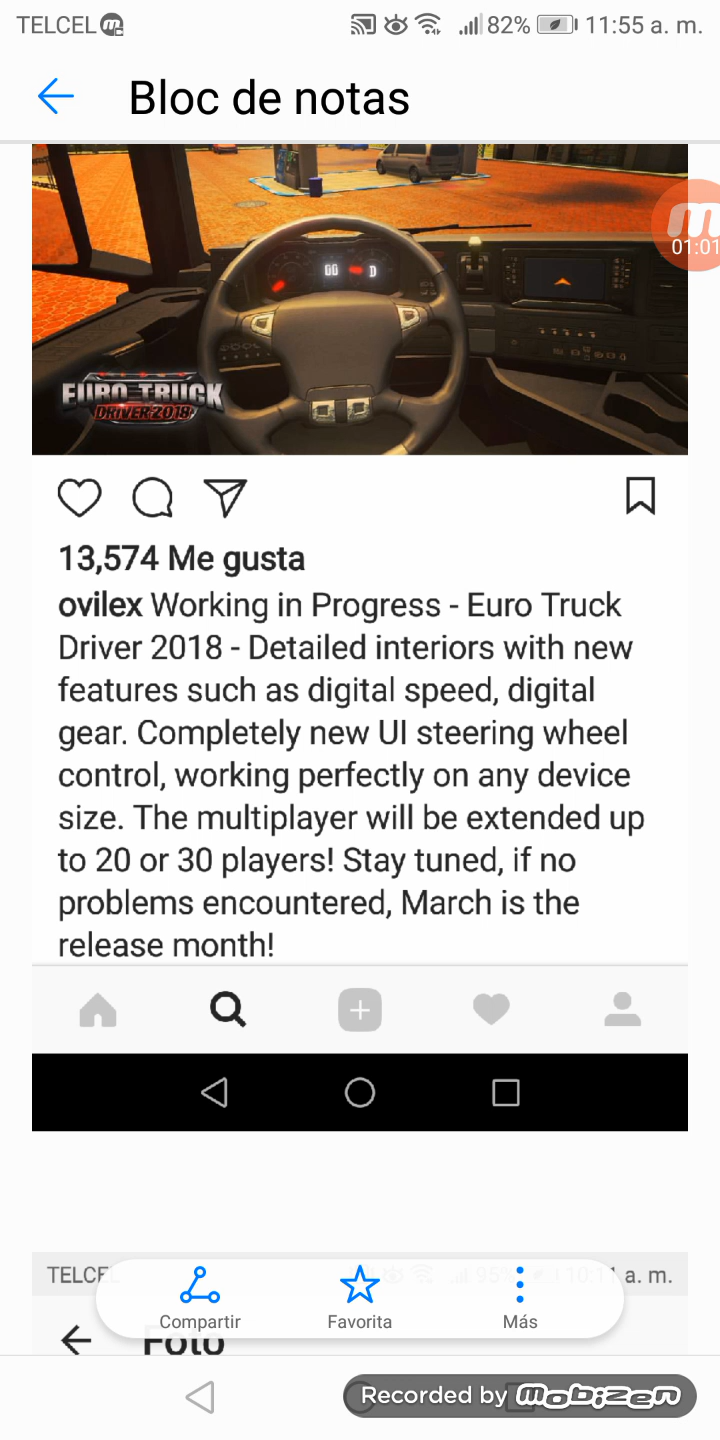 TELCEL 82% 11:55 a. m.
Bloc de notas
01:01
00 D
EURO TRUCK
DRIVER 2018
13,574 Me gusta
ovilex Working in Progress - Euro Truck
Driver 2018 - Detailed interiors with new
features such as digital speed, digital
gear. Completely new UI steering wheel
control, working perfectly on any device
size. The multiplayer will be extended up
to 20 or 30 players! Stay tuned, if no
problems encountered, March is the
release month!
TELCEL 95% 10:11 a. m.
Compartir Favorita Más
Foto
Recorded by mobizen